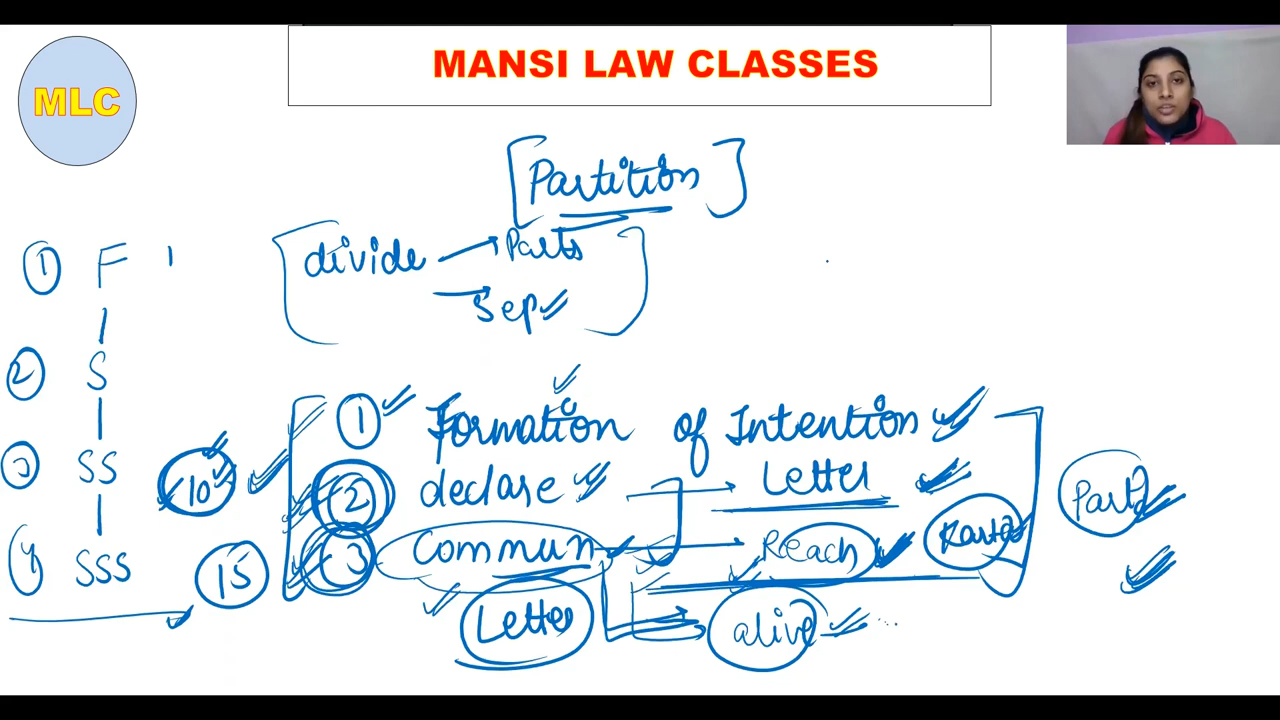 MANSI LAW CLASSES
MLC
[Partition]
divide → Parts
→ Sep
① F
② S
③ SS
④ SSS
10
15
① Formation of Intention
② declare → Letter
③ Commun → Reach
Karta
Part
Letter
alive